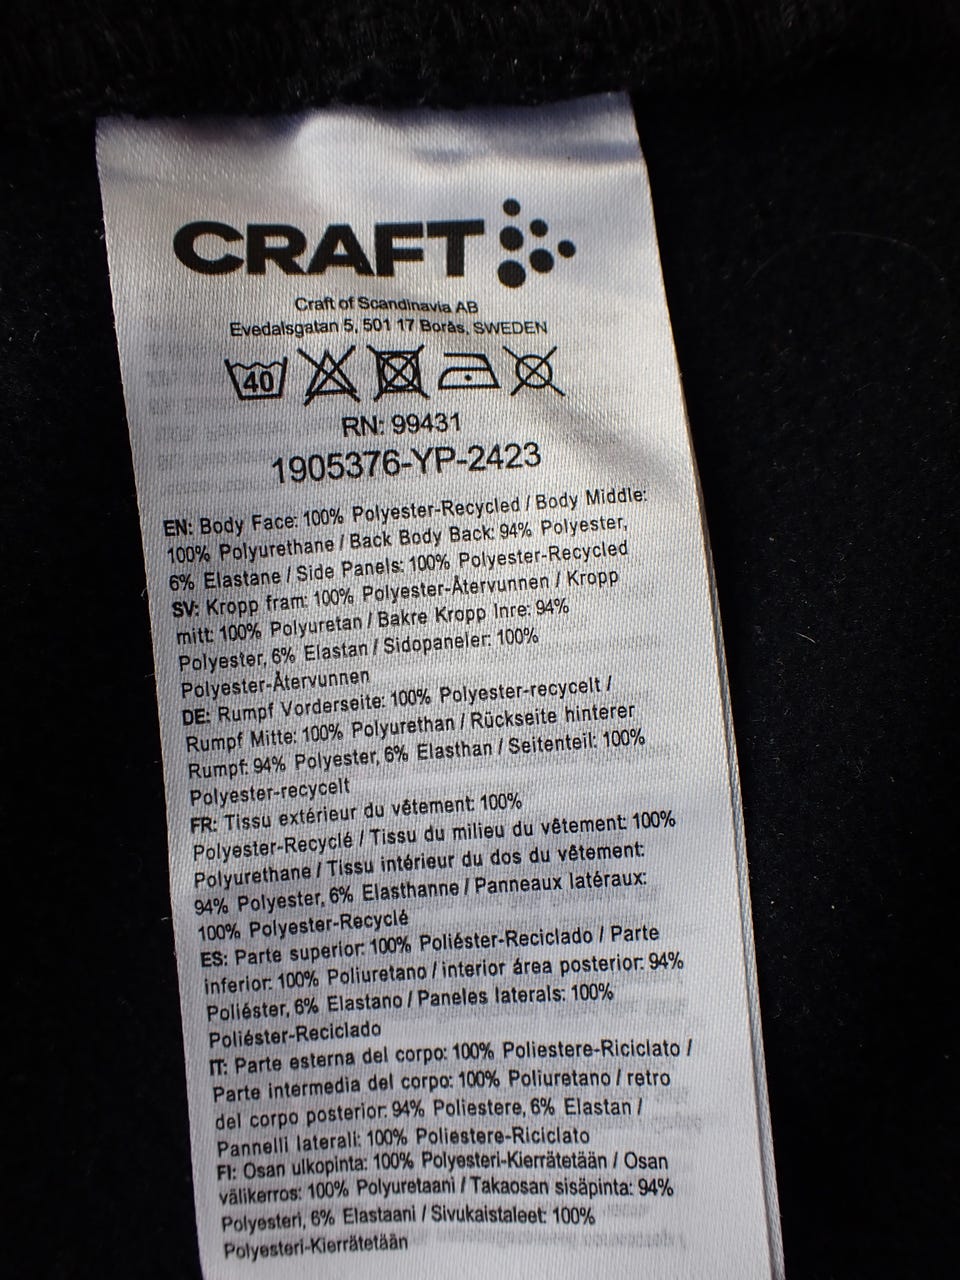 CRAFT
Craft of Scandinavia AB
Evedalsgatan 5, 501 17 Borås, SWEDEN
40
RN: 99431
1905376-YP-2423
EN: Body Face: 100% Polyester-Recycled / Body Middle:
100% Polyurethane / Back Body Back: 94% Polyester,
6% Elastane / Side Panels: 100% Polyester-Recycled
SV: Kropp fram: 100% Polyester-Återvunnen / Kropp
mitt: 100% Polyuretan / Bakre Kropp Inre: 94%
Polyester, 6% Elastan / Sidopaneler: 100%
Polyester-Återvunnen
DE: Rumpf Vorderseite: 100% Polyester-recycelt /
Rumpf Mitte: 100% Polyurethan / Rückseite hinterer
Rumpf: 94% Polyester, 6% Elasthan / Seitenteil: 100%
Polyester-recycelt
FR: Tissu extérieur du vêtement: 100%
Polyester-Recyclé / Tissu du milieu du vêtement: 100%
Polyurethane / Tissu intérieur du dos du vêtement:
94% Polyester, 6% Elasthanne / Panneaux latéraux:
100% Polyester-Recyclé
ES: Parte superior: 100% Poliéster-Reciclado / Parte
inferior: 100% Poliuretano / interior área posterior: 94%
Poliéster, 6% Elastano / Paneles laterals: 100%
Poliéster-Reciclado
IT: Parte esterna del corpo: 100% Poliestere-Riciclato /
Parte intermedia del corpo: 100% Poliuretano / retro
del corpo posterior: 94% Poliestere, 6% Elastan /
Pannelli laterali: 100% Poliestere-Riciclato
FI: Osan ulkopinta: 100% Polyesteri-Kierrätetään / Osan
välikerros: 100% Polyuretaani / Takaosan sisäpinta: 94%
Polyesteri, 6% Elastaani / Sivukaistaleet: 100%
Polyesteri-Kierrätetään